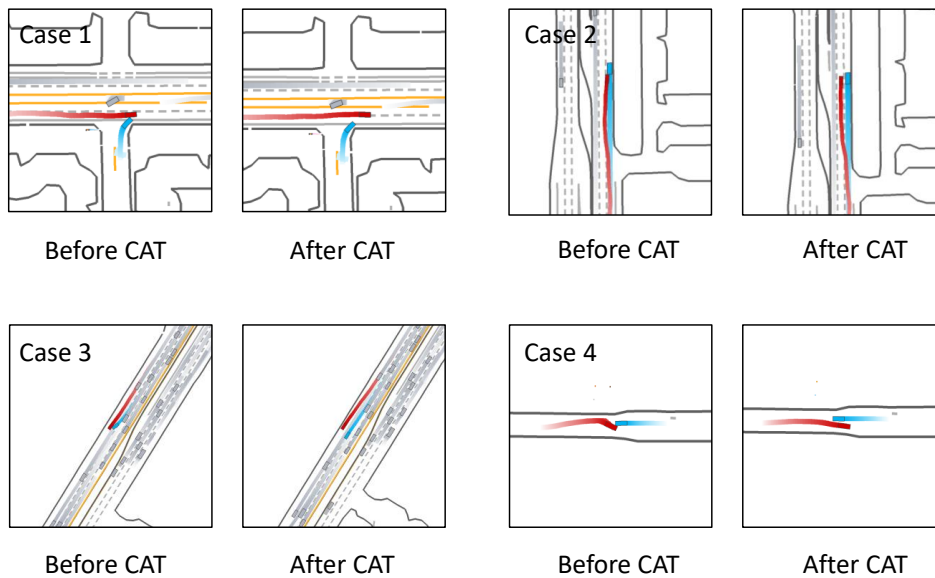 Case 1
Case 2
Before CAT
After CAT
Before CAT
After CAT
Case 3
Case 4
Before CAT
After CAT
Before CAT
After CAT